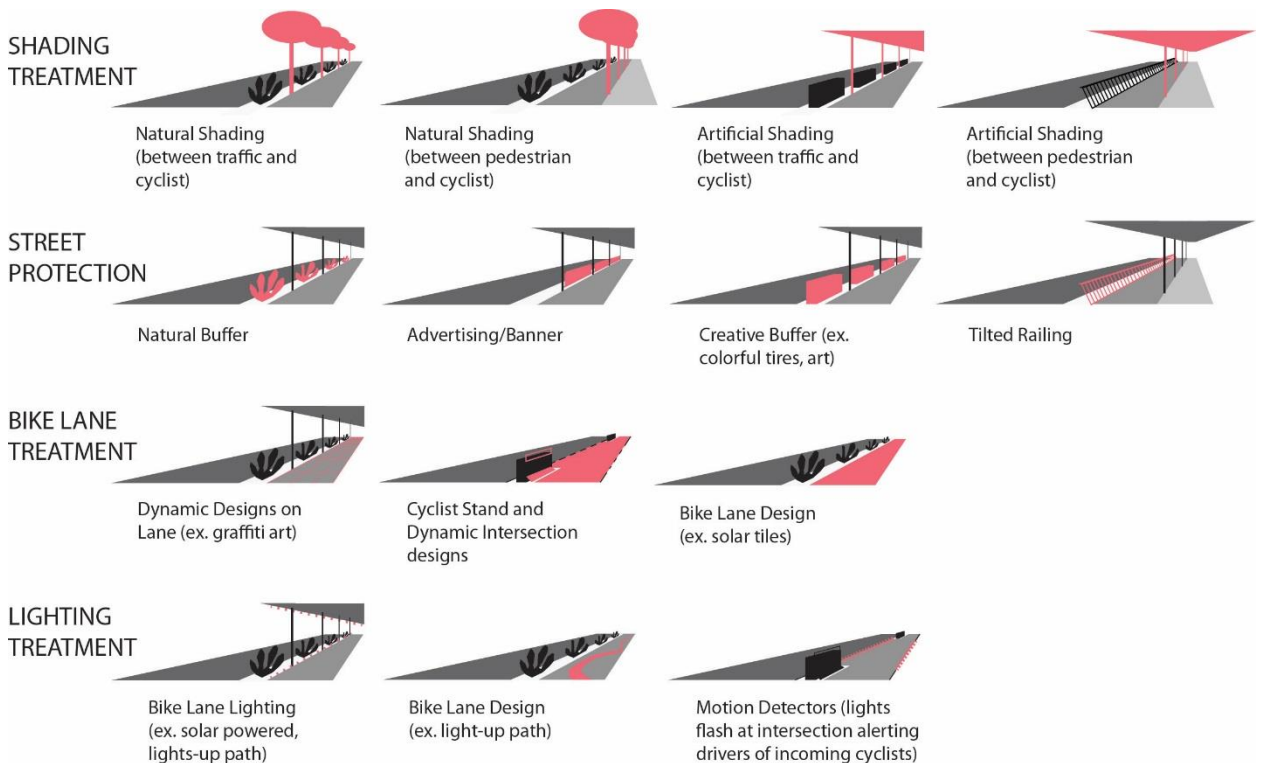 SHADING
TREATMENT
Natural Shading
(between traffic and
cyclist)
Natural Shading
(between pedestrian
and cyclist)
Artificial Shading
(between traffic and
cyclist)
Artificial Shading
(between pedestrian
and cyclist)
STREET
PROTECTION
Natural Buffer
Advertising/Banner
Creative Buffer (ex.
colorful tires, art)
Tilted Railing
BIKE LANE
TREATMENT
Dynamic Designs on
Lane (ex. graffiti art)
Cyclist Stand and
Dynamic Intersection
designs
Bike Lane Design
(ex. solar tiles)
LIGHTING
TREATMENT
Bike Lane Lighting
(ex. solar powered,
lights-up path)
Bike Lane Design
(ex. light-up path)
Motion Detectors (lights
flash at intersection alerting
drivers of incoming cyclists)